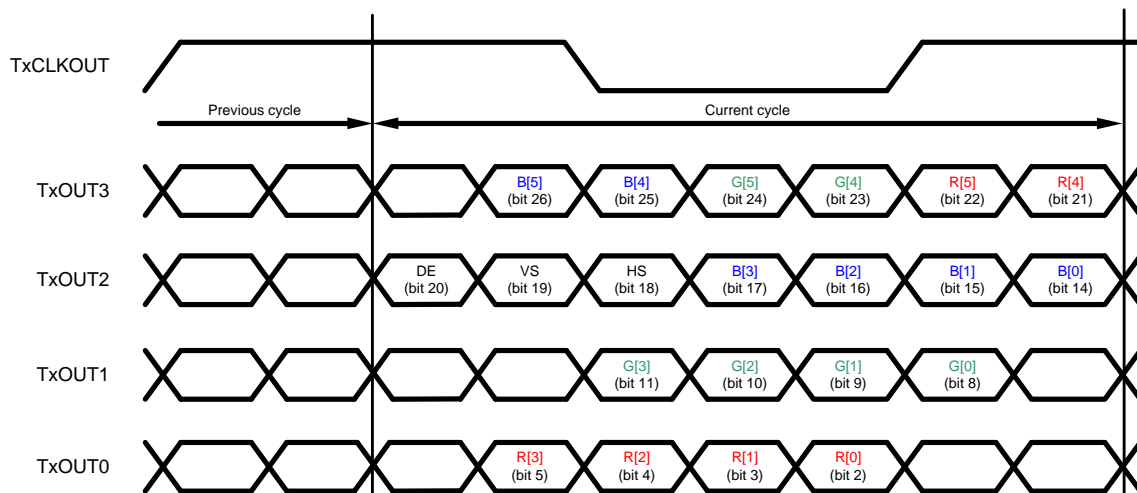 TxCLKOUT
Previous cycle
Current cycle
TxOUT3
B[5]
(bit 26)
B[4]
(bit 25)
G[5]
(bit 24)
G[4]
(bit 23)
R[5]
(bit 22)
R[4]
(bit 21)
TxOUT2
DE
(bit 20)
VS
(bit 19)
HS
(bit 18)
B[3]
(bit 17)
B[2]
(bit 16)
B[1]
(bit 15)
B[0]
(bit 14)
TxOUT1
G[3]
(bit 11)
G[2]
(bit 10)
G[1]
(bit 9)
G[0]
(bit 8)
TxOUT0
R[3]
(bit 5)
R[2]
(bit 4)
R[1]
(bit 3)
R[0]
(bit 2)